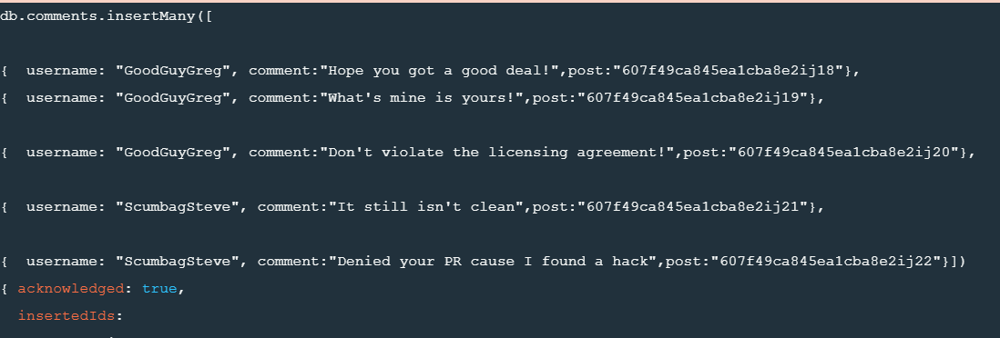 db.comments.insertMany([
{  username: "GoodGuyGreg", comment:"Hope you got a good deal!",post:"607f49ca845ea1cba8e2ij18"},
{  username: "GoodGuyGreg", comment:"What's mine is yours!",post:"607f49ca845ea1cba8e2ij19"},
{  username: "GoodGuyGreg", comment:"Don't violate the licensing agreement!",post:"607f49ca845ea1cba8e2ij20"},
{  username: "ScumbagSteve", comment:"It still isn't clean",post:"607f49ca845ea1cba8e2ij21"},
{  username: "ScumbagSteve", comment:"Denied your PR cause I found a hack",post:"607f49ca845ea1cba8e2ij22"}])
{ acknowledged: true,
  insertedIds: